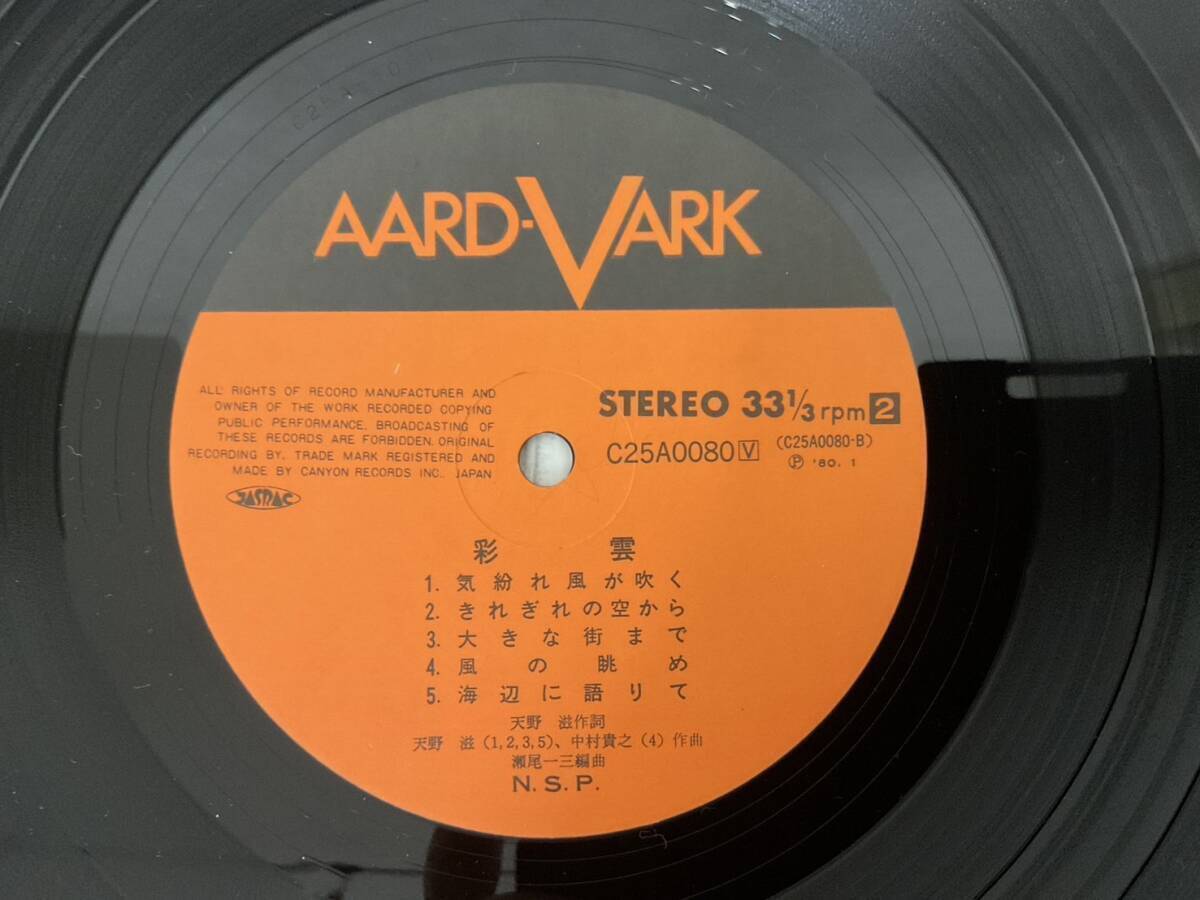 AARD-VARK
ALL RIGHTS OF RECORD MANUFACTURER AND
OWNER OF THE WORK RECORDED COPYING
PUBLIC PERFORMANCE. BROADCASTING OF
THESE RECORDS ARE FORBIDDEN. ORIGINAL
RECORDING BY. TRADE MARK REGISTERED AND
MADE BY CANYON RECORDS INC., JAPAN
JASRAC
STEREO 33 1/3 rpm 2
C25A0080 V (C25A0080-B)
Ⓟ '80. 1
彩雲
1. 気紛れ風が吹く
2. きれぎれの空から
3. 大きな街まで
4. 風の眺め
5. 海辺に語りて
天野 滋作詞
天野 滋(1,2,3,5)、中村貴之(4)作曲
瀬尾一三編曲
N.S.P.